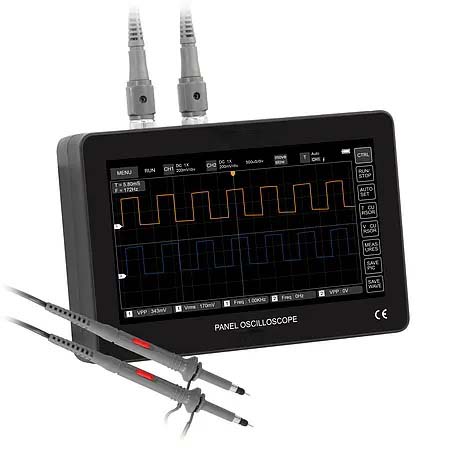 MENU RUN CH1 DC 1X 200mV/div CH2 DC 1X 200mV/div 500uS/div move slow T Auto CH1 CTRL
T = 5.80mS
F = 172Hz
RUN/
STOP
AUTO
SET
T CU
RSOR
V CU
RSOR
MEAS
URES
SAVE
PIC
SAVE
WAVE
1 VPP 343mV 1 Vrms 170mV 1 Freq 1.00KHz 2 Freq 0Hz 2 VPP 0V
PANEL OSCILLOSCOPE CE